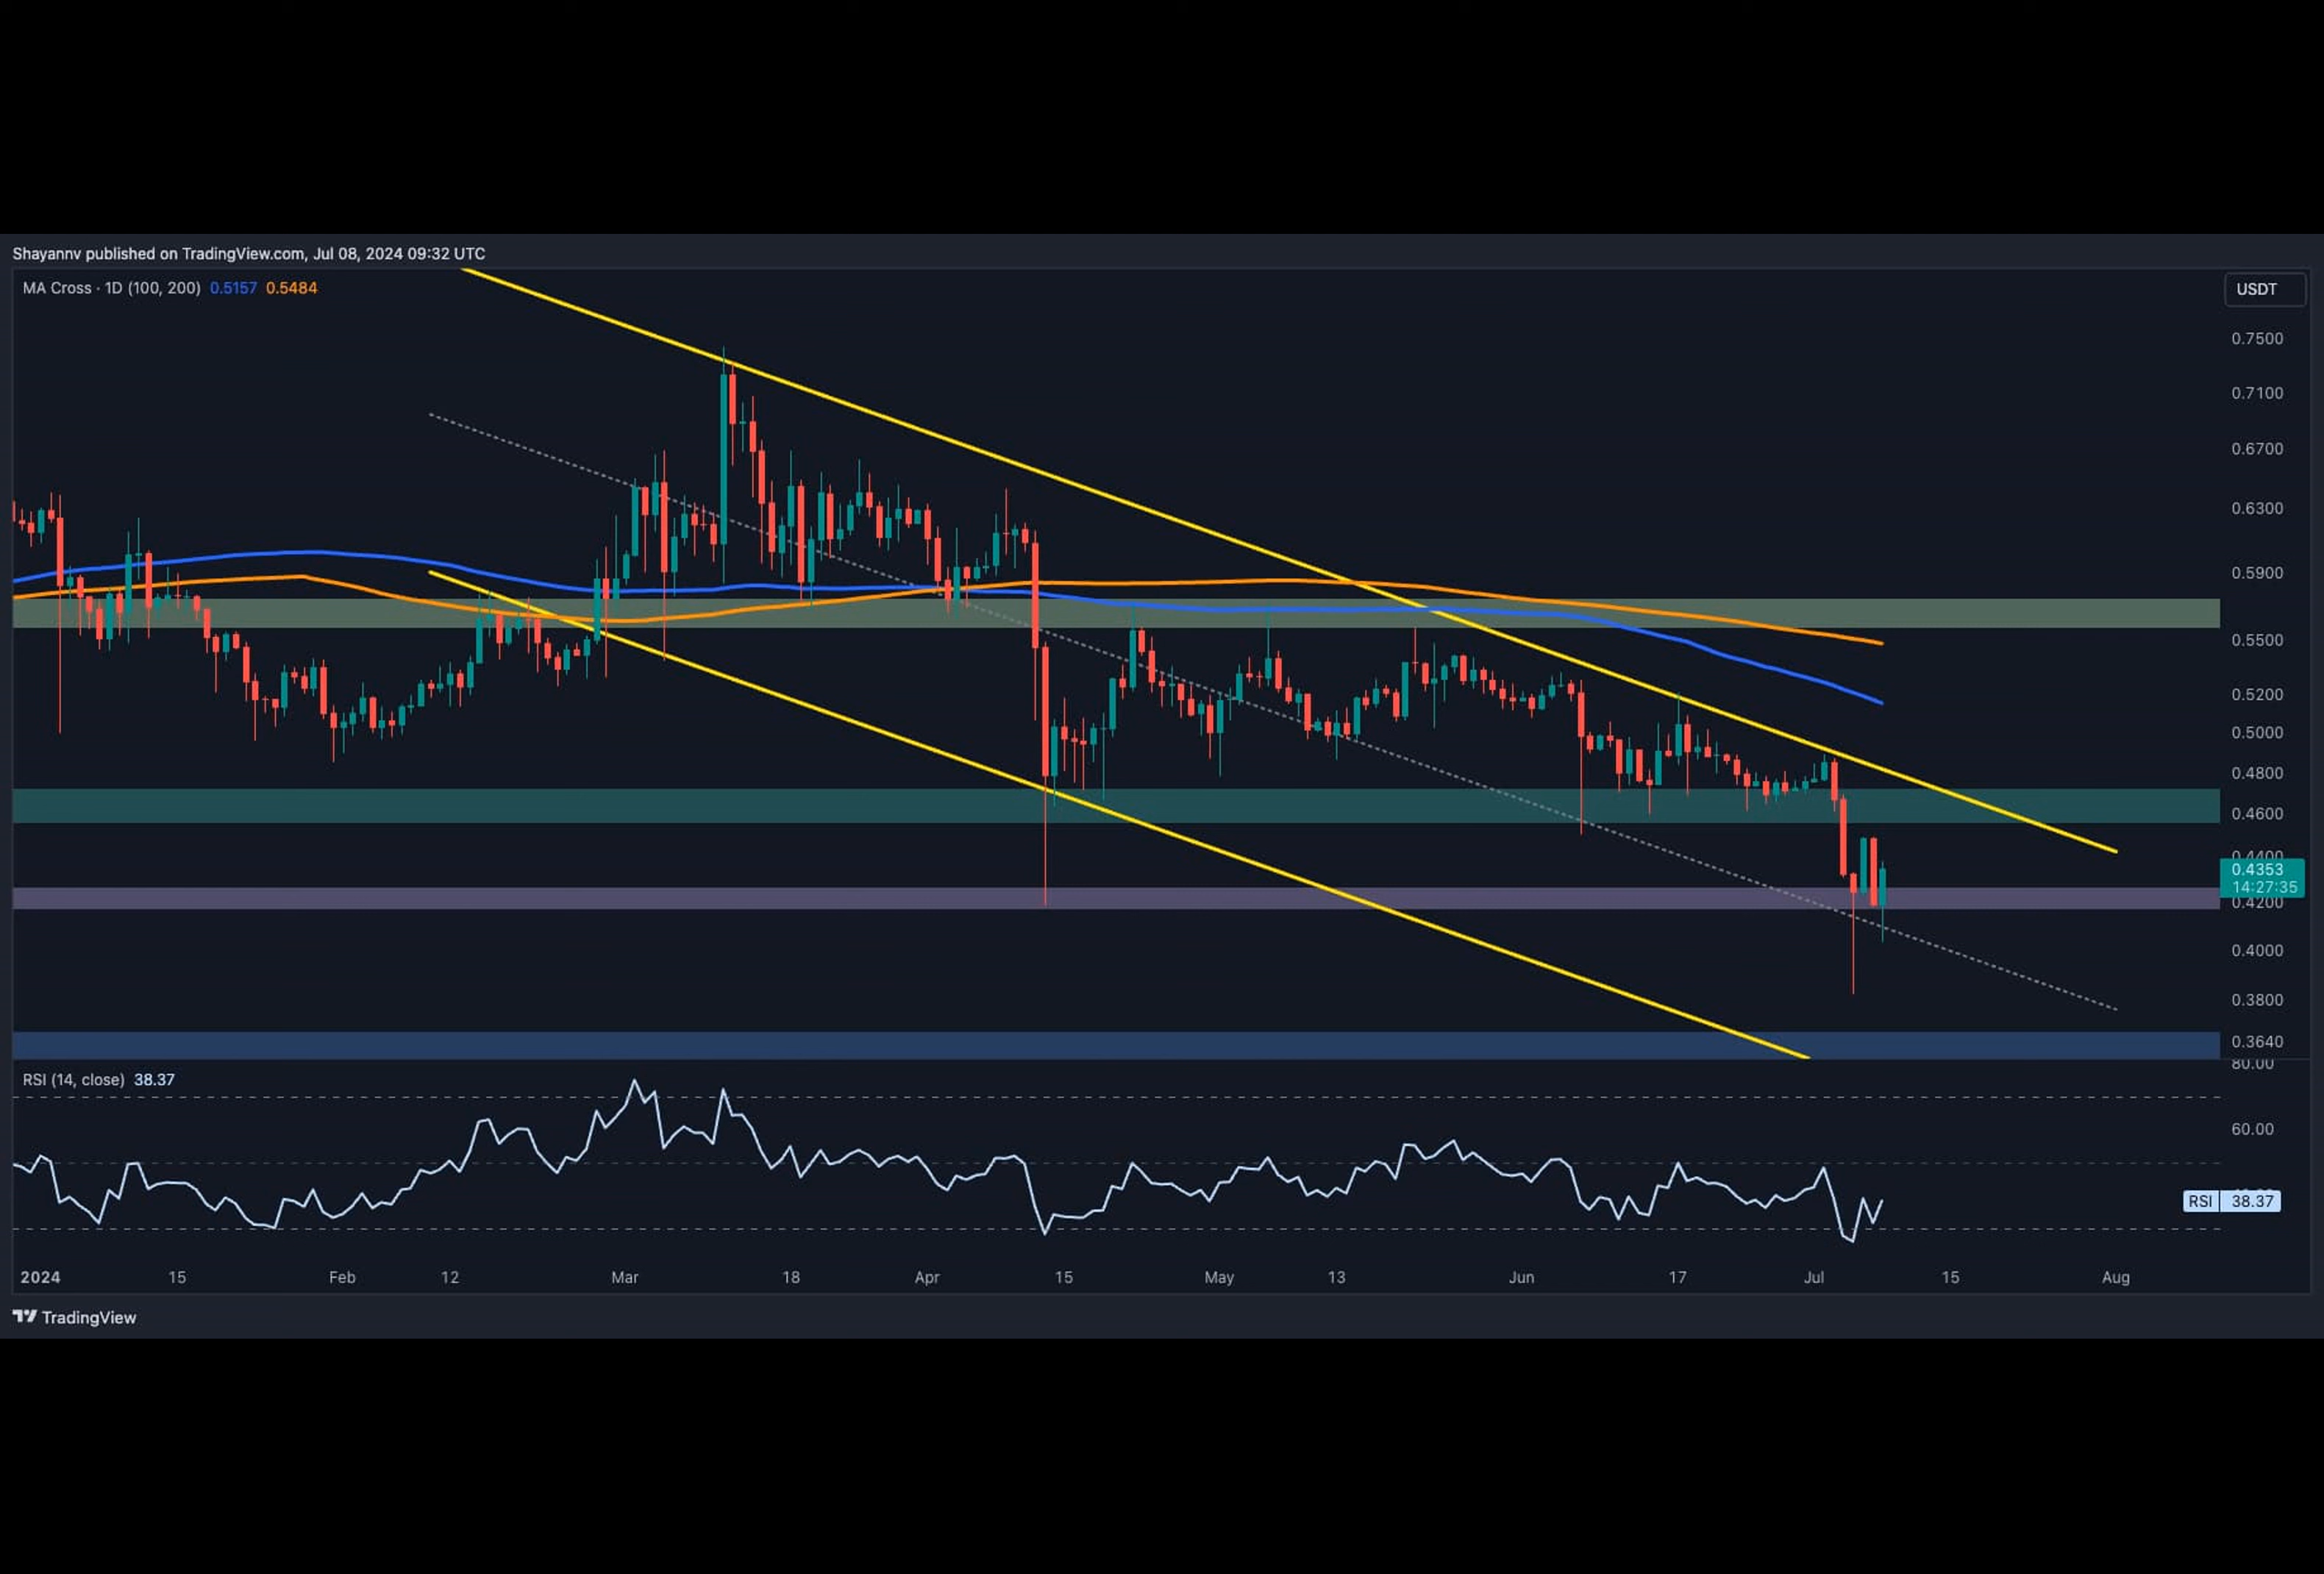 Shayannv published on TradingView.com, Jul 08, 2024 09:32 UTC
MA Cross · 1D (100, 200) 0.5157 0.5484
USDT
0.7500
0.7100
0.6700
0.6300
0.5900
0.5500
0.5200
0.5000
0.4800
0.4600
0.4400
0.4353
14:27:35
0.4200
0.4000
0.3800
0.3640
80.00
RSI (14, close) 38.37
60.00
RSI 38.37
2024 15 Feb 12 Mar 18 Apr 15 May 13 Jun 17 Jul 15 Aug
TradingView